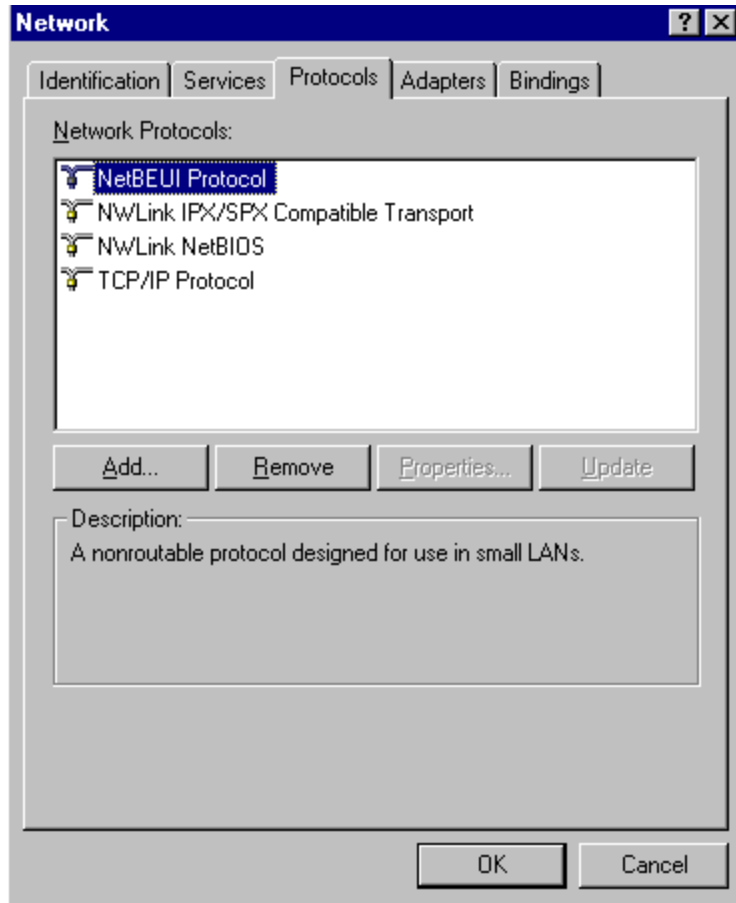 Network
Identification Services Protocols Adapters Bindings
Network Protocols:
NetBEUI Protocol
NWLink IPX/SPX Compatible Transport
NWLink NetBIOS
TCP/IP Protocol
Add... Remove Properties... Update
Description:
A nonroutable protocol designed for use in small LANs.
OK Cancel